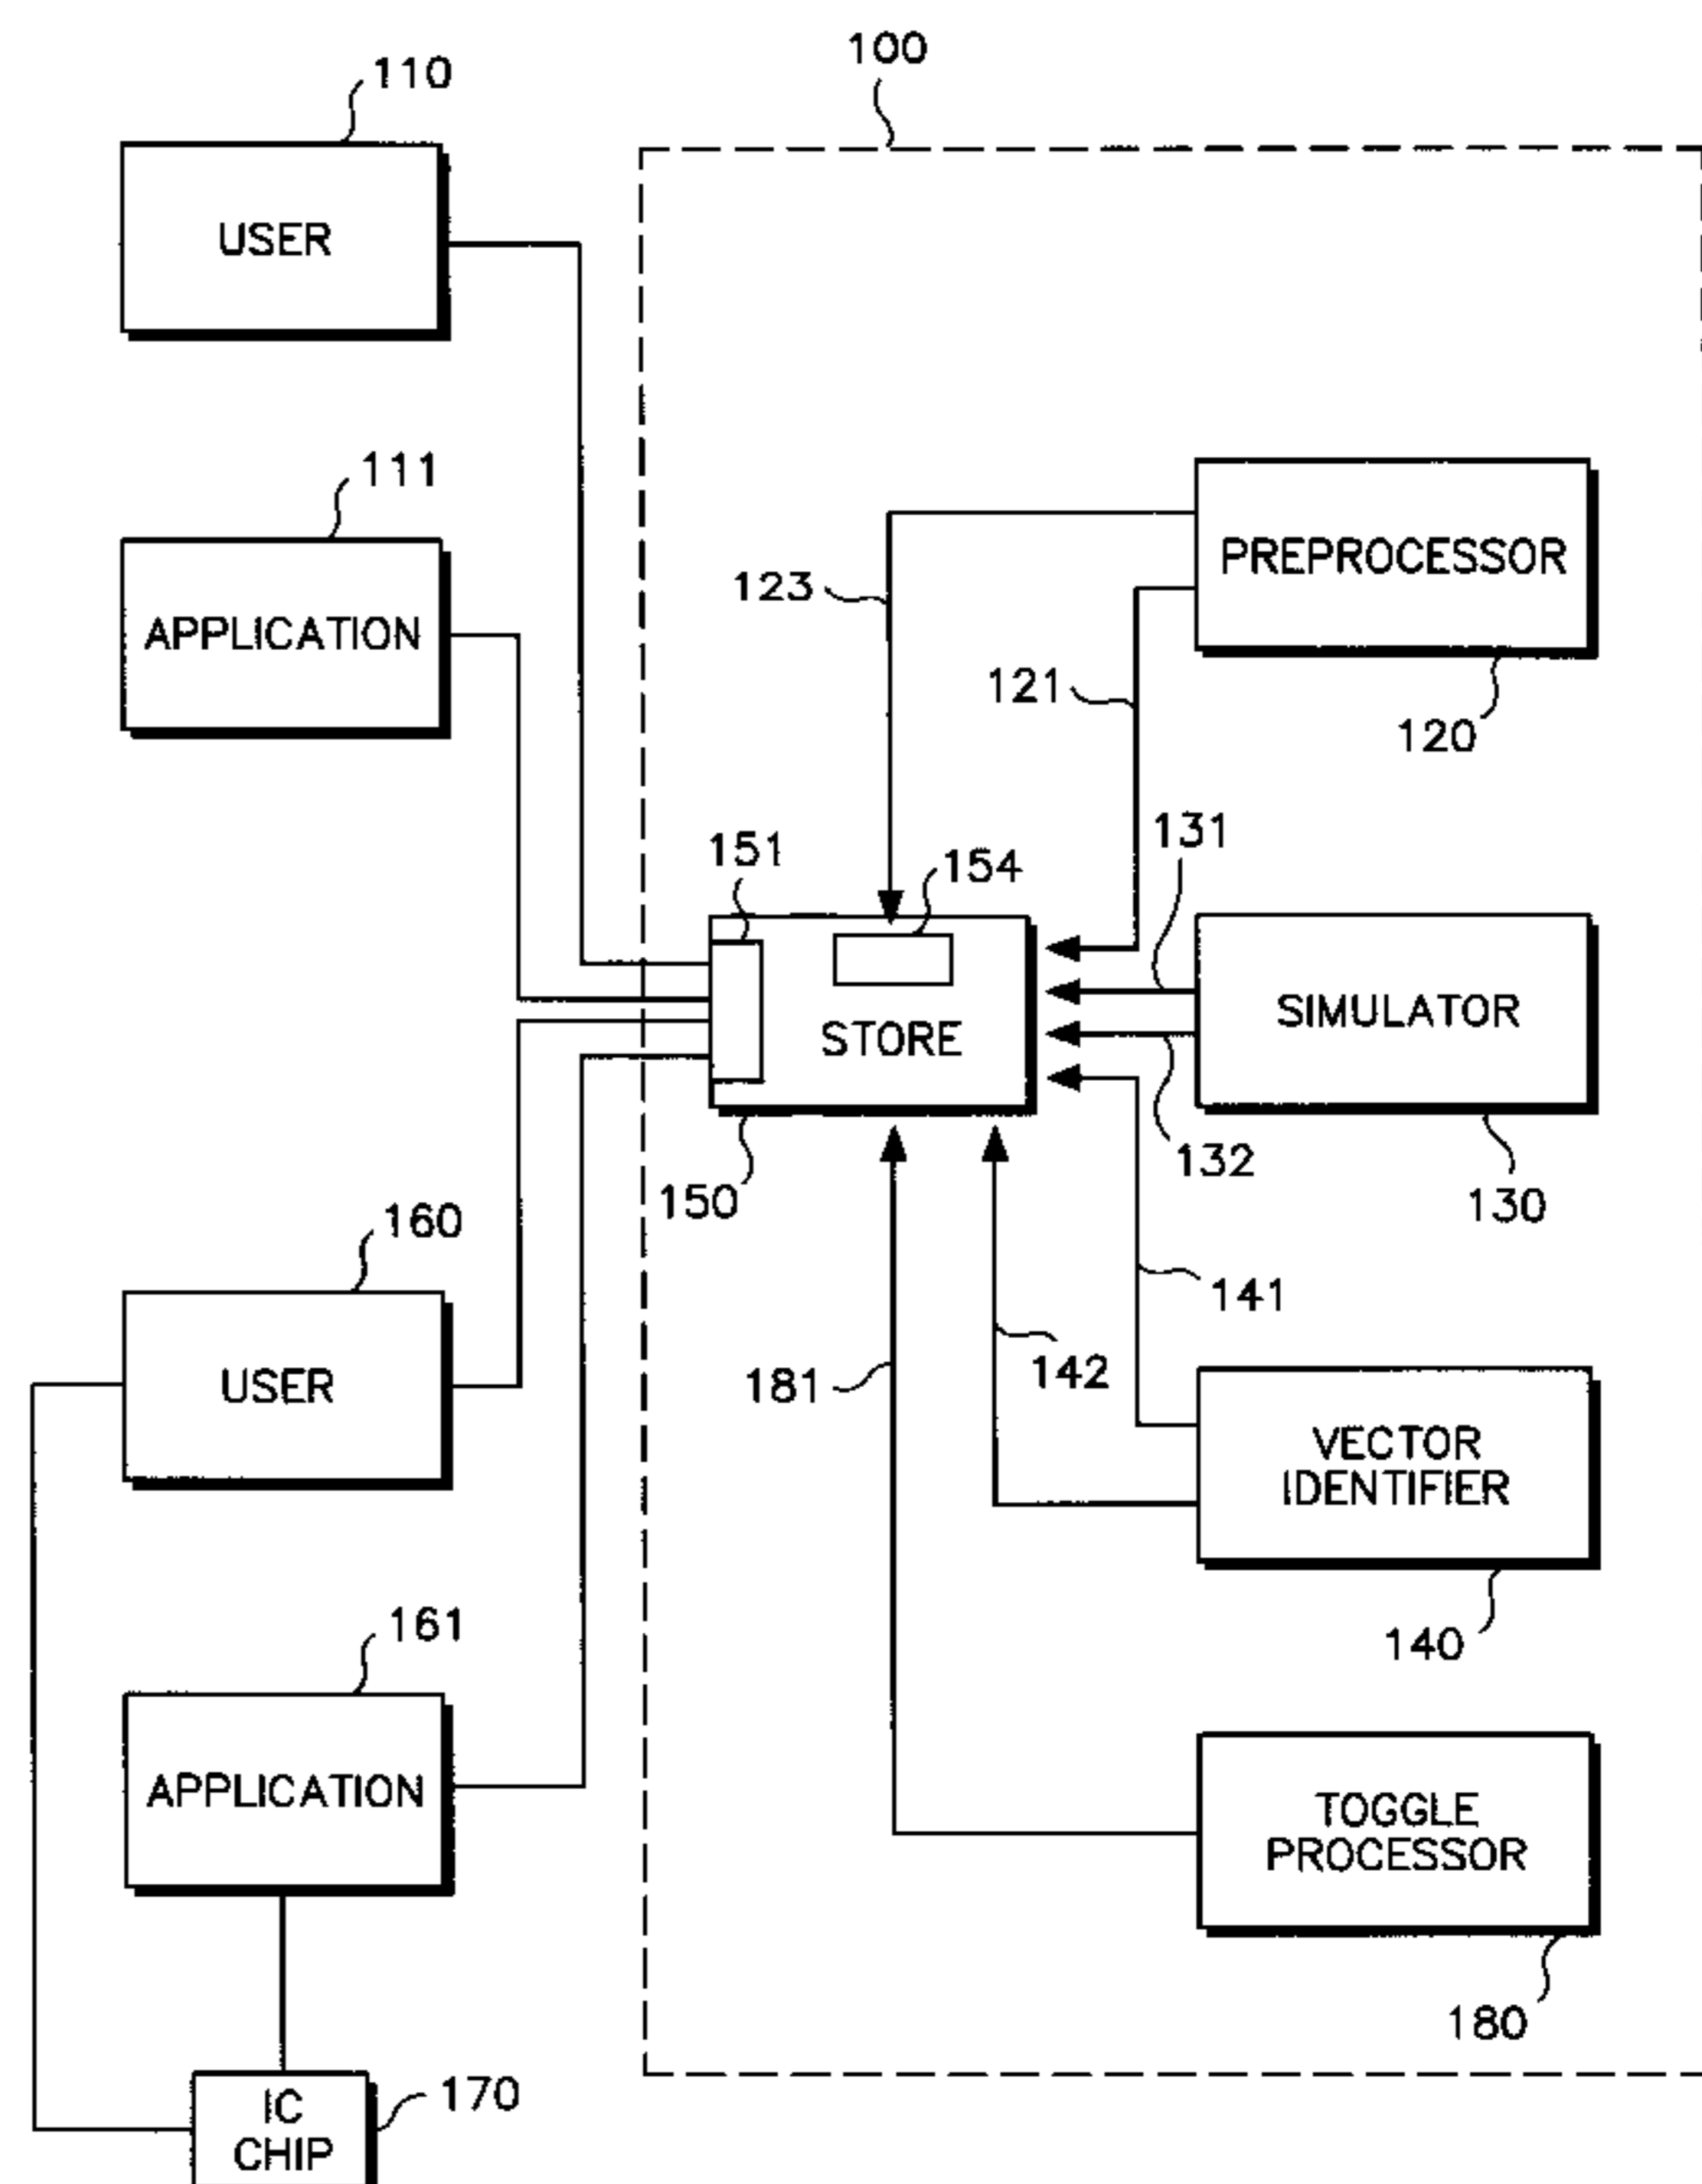 100
110
USER
111
APPLICATION
123
PREPROCESSOR
121
120
131
151
154
SIMULATOR
STORE
132
150
130
160
141
USER
181
142
VECTOR
IDENTIFIER
161
140
APPLICATION
TOGGLE
PROCESSOR
180
170
IC
CHIP